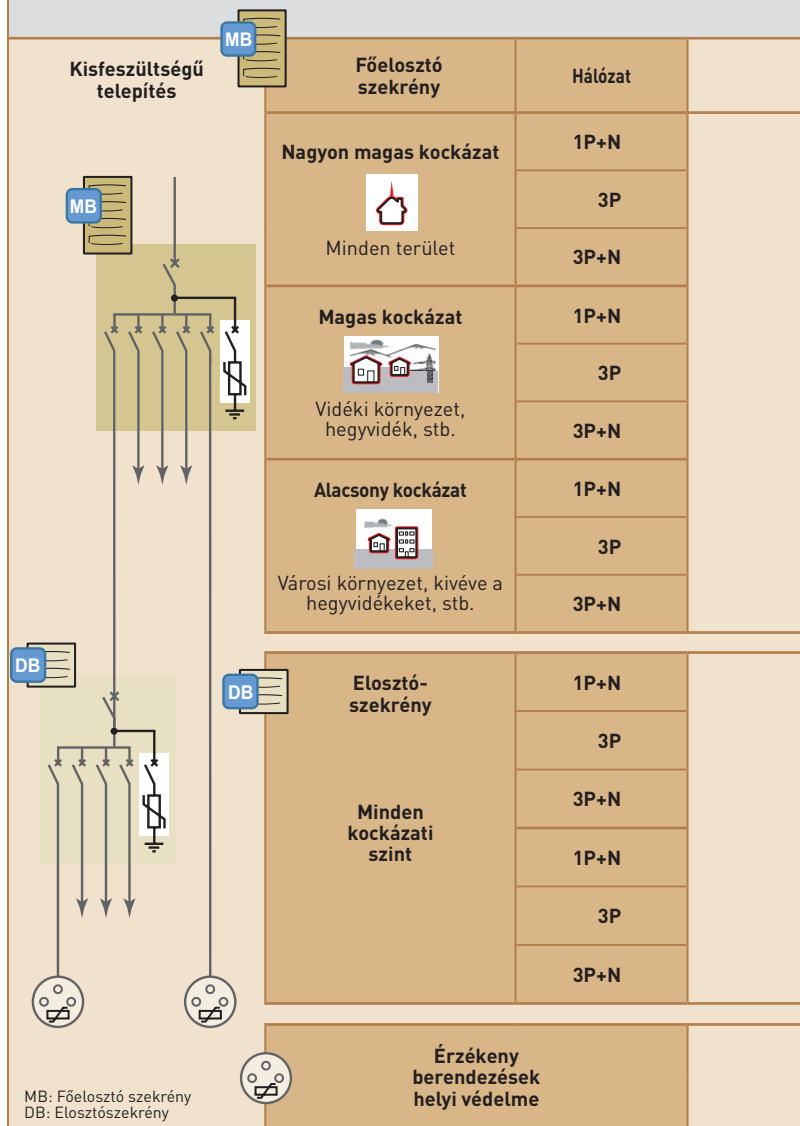 MB
Kisfeszültségű
telepítés
Főelosztó
szekrény
Hálózat
MB
Nagyon magas kockázat
Minden terület
1P+N
3P
3P+N
Magas kockázat
Vidéki környezet,
hegyvidék, stb.
1P+N
3P
3P+N
Alacsony kockázat
Városi környezet, kivéve a
hegyvidékeket, stb.
1P+N
3P
3P+N
DB
DB
Elosztó-
szekrény
Minden
kockázati
szint
1P+N
3P
3P+N
1P+N
3P
3P+N
Érzékeny
berendezések
helyi védelme
MB: Főelosztó szekrény
DB: Elosztószekrény